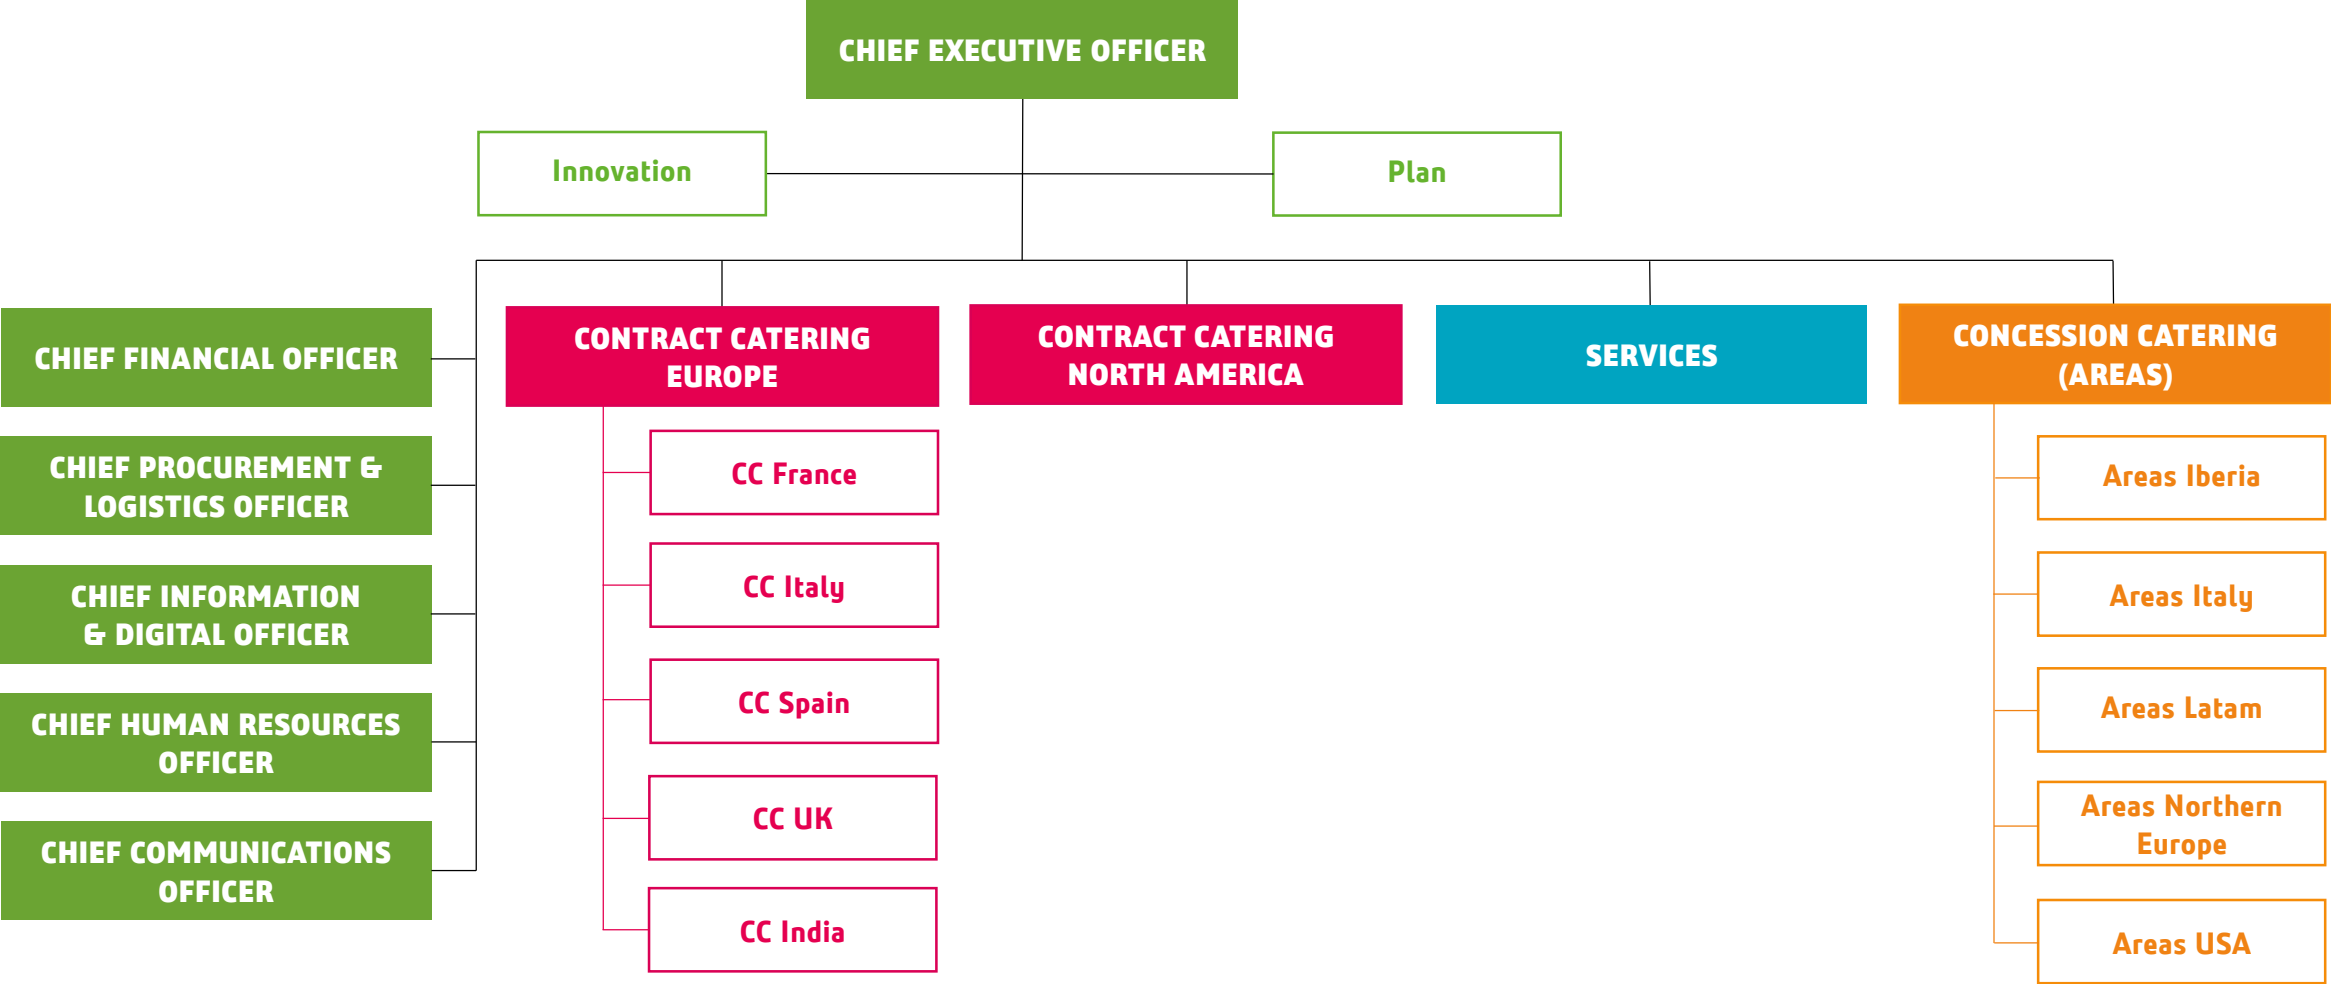 CHIEF EXECUTIVE OFFICER
Innovation
Plan
CHIEF FINANCIAL OFFICER
CHIEF PROCUREMENT &
LOGISTICS OFFICER
CHIEF INFORMATION
& DIGITAL OFFICER
CHIEF HUMAN RESOURCES
OFFICER
CHIEF COMMUNICATIONS
OFFICER
CONTRACT CATERING
EUROPE
CC France
CC Italy
CC Spain
CC UK
CC India
CONTRACT CATERING
NORTH AMERICA
SERVICES
CONCESSION CATERING
(AREAS)
Areas Iberia
Areas Italy
Areas Latam
Areas Northern
Europe
Areas USA